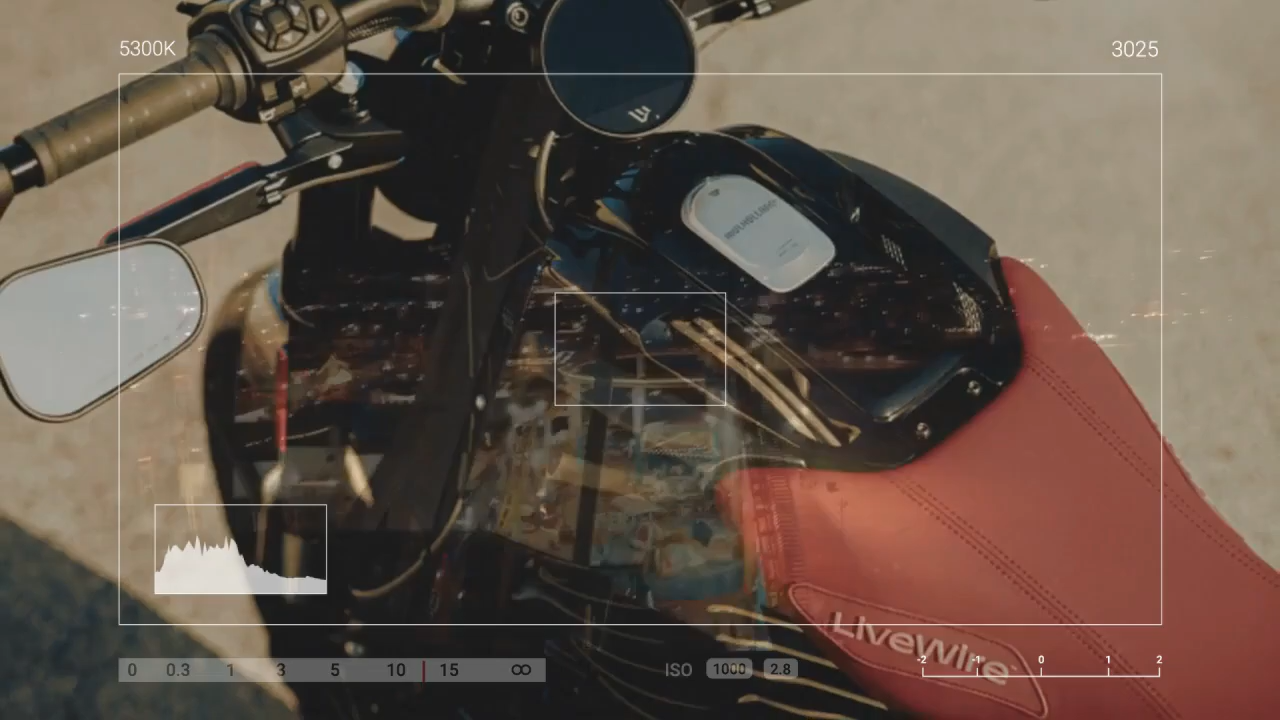 5300K
3025
MULHOLLAND
LiveWire
-2 -1 0 1 2
0 0.3 1 3 5 10 15 ∞
ISO 1000 2.8